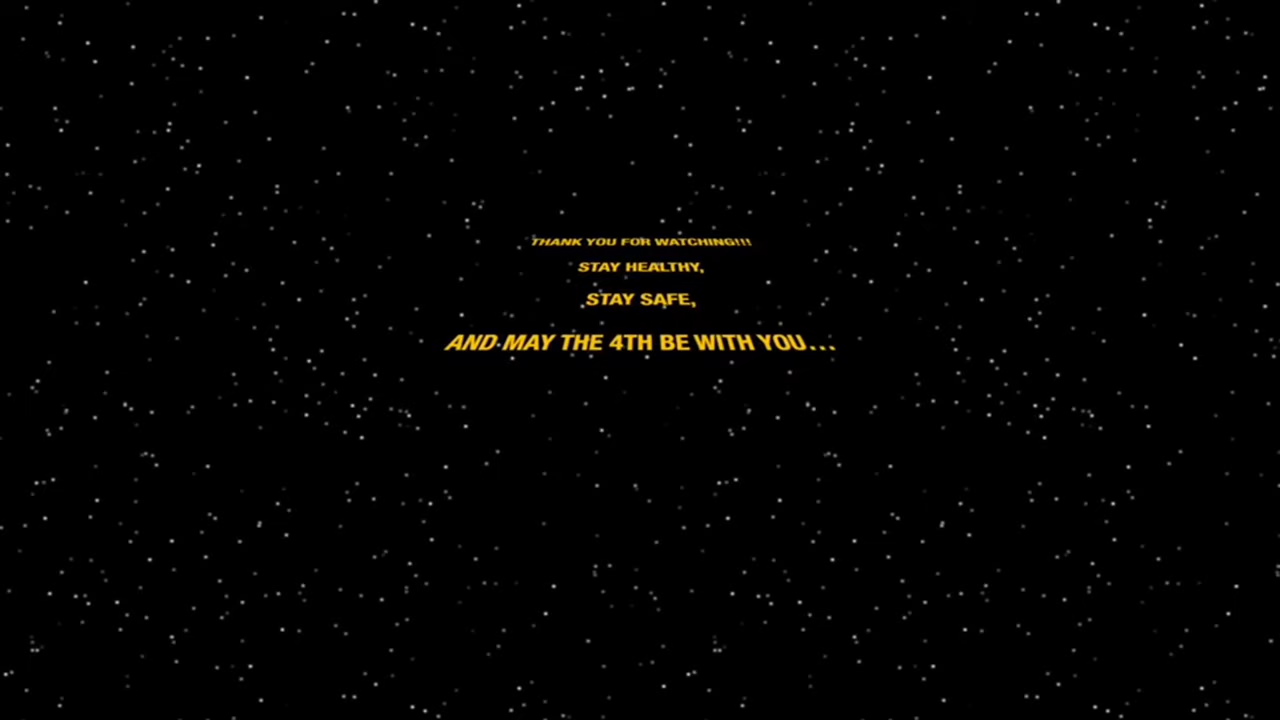 THANK YOU FOR WATCHING!!!
STAY HEALTHY,
STAY SAFE,
AND MAY THE 4TH BE WITH YOU...